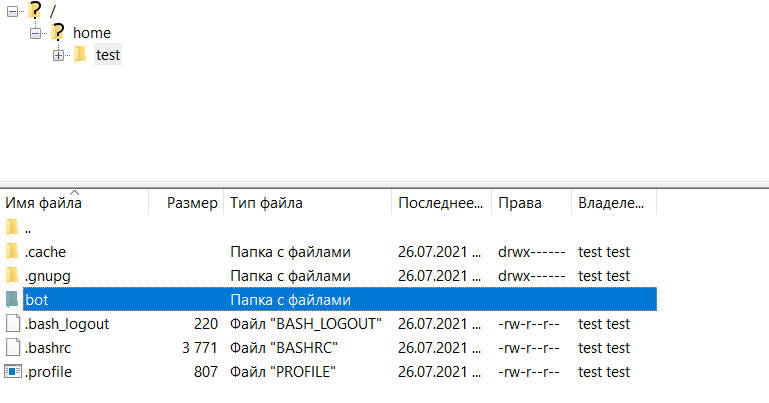 /
home
test
Имя файла Размер Тип файла Последнее... Права Владеле...
..
.cache Папка с файлами 26.07.2021 ... drwx------ test test
.gnupg Папка с файлами 26.07.2021 ... drwx------ test test
bot Папка с файлами
.bash_logout 220 Файл "BASH_LOGOUT" 26.07.2021 ... -rw-r--r-- test test
.bashrc 3 771 Файл "BASHRC" 26.07.2021 ... -rw-r--r-- test test
.profile 807 Файл "PROFILE" 26.07.2021 ... -rw-r--r-- test test